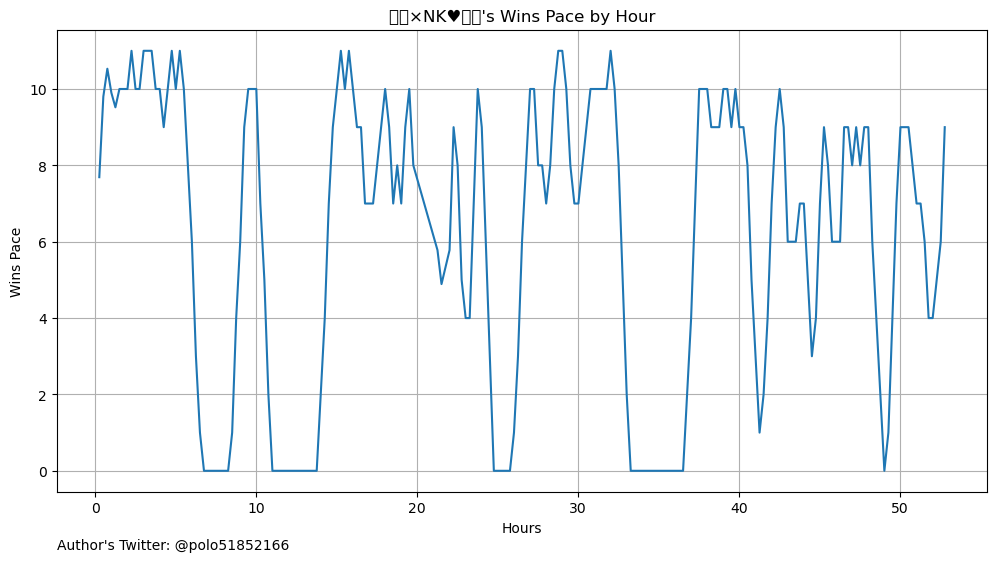 ×NK♥'s Wins Pace by Hour
Wins Pace
10
8
6
4
2
0
0 10 20 30 40 50
Hours
Author's Twitter: @polo51852166